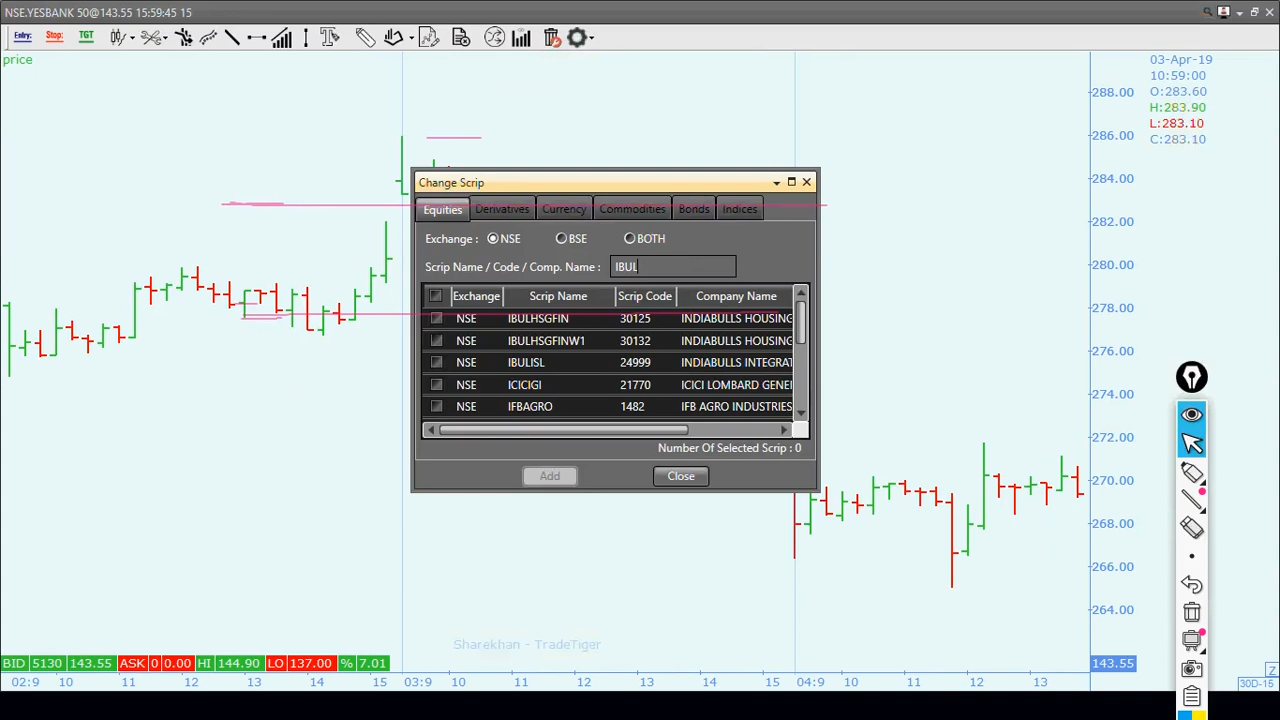 NSE.YESBANK 50@143.55 15:59:45 15
Entry: Stop: TGT
price
03-Apr-19
10:59:00
O:283.60
H:283.90
L:283.10
C:283.10
288.00
286.00
284.00
282.00
280.00
278.00
276.00
274.00
272.00
270.00
268.00
266.00
264.00
143.55
Change Scrip
Equities Derivatives Currency Commodities Bonds Indices
Exchange : NSE BSE BOTH
Scrip Name / Code / Comp. Name : IBUL
Exchange Scrip Name Scrip Code Company Name
NSE IBULHSGFIN 30125 INDIABULLS HOUSING
NSE IBULHSGFINW1 30132 INDIABULLS HOUSING
NSE IBULISL 24999 INDIABULLS INTEGRAT
NSE ICICIGI 21770 ICICI LOMBARD GENE
NSE IFBAGRO 1482 IFB AGRO INDUSTRIES
Number Of Selected Scrip : 0
Add Close
Sharekhan - TradeTiger
BID 5130 143.55 ASK 0 0.00 HI 144.90 LO 137.00 % 7.01
02:9 10 11 12 13 14 15 03:9 10 11 12 13 14 15 04:9 10 11 12 13
Z
30D-15